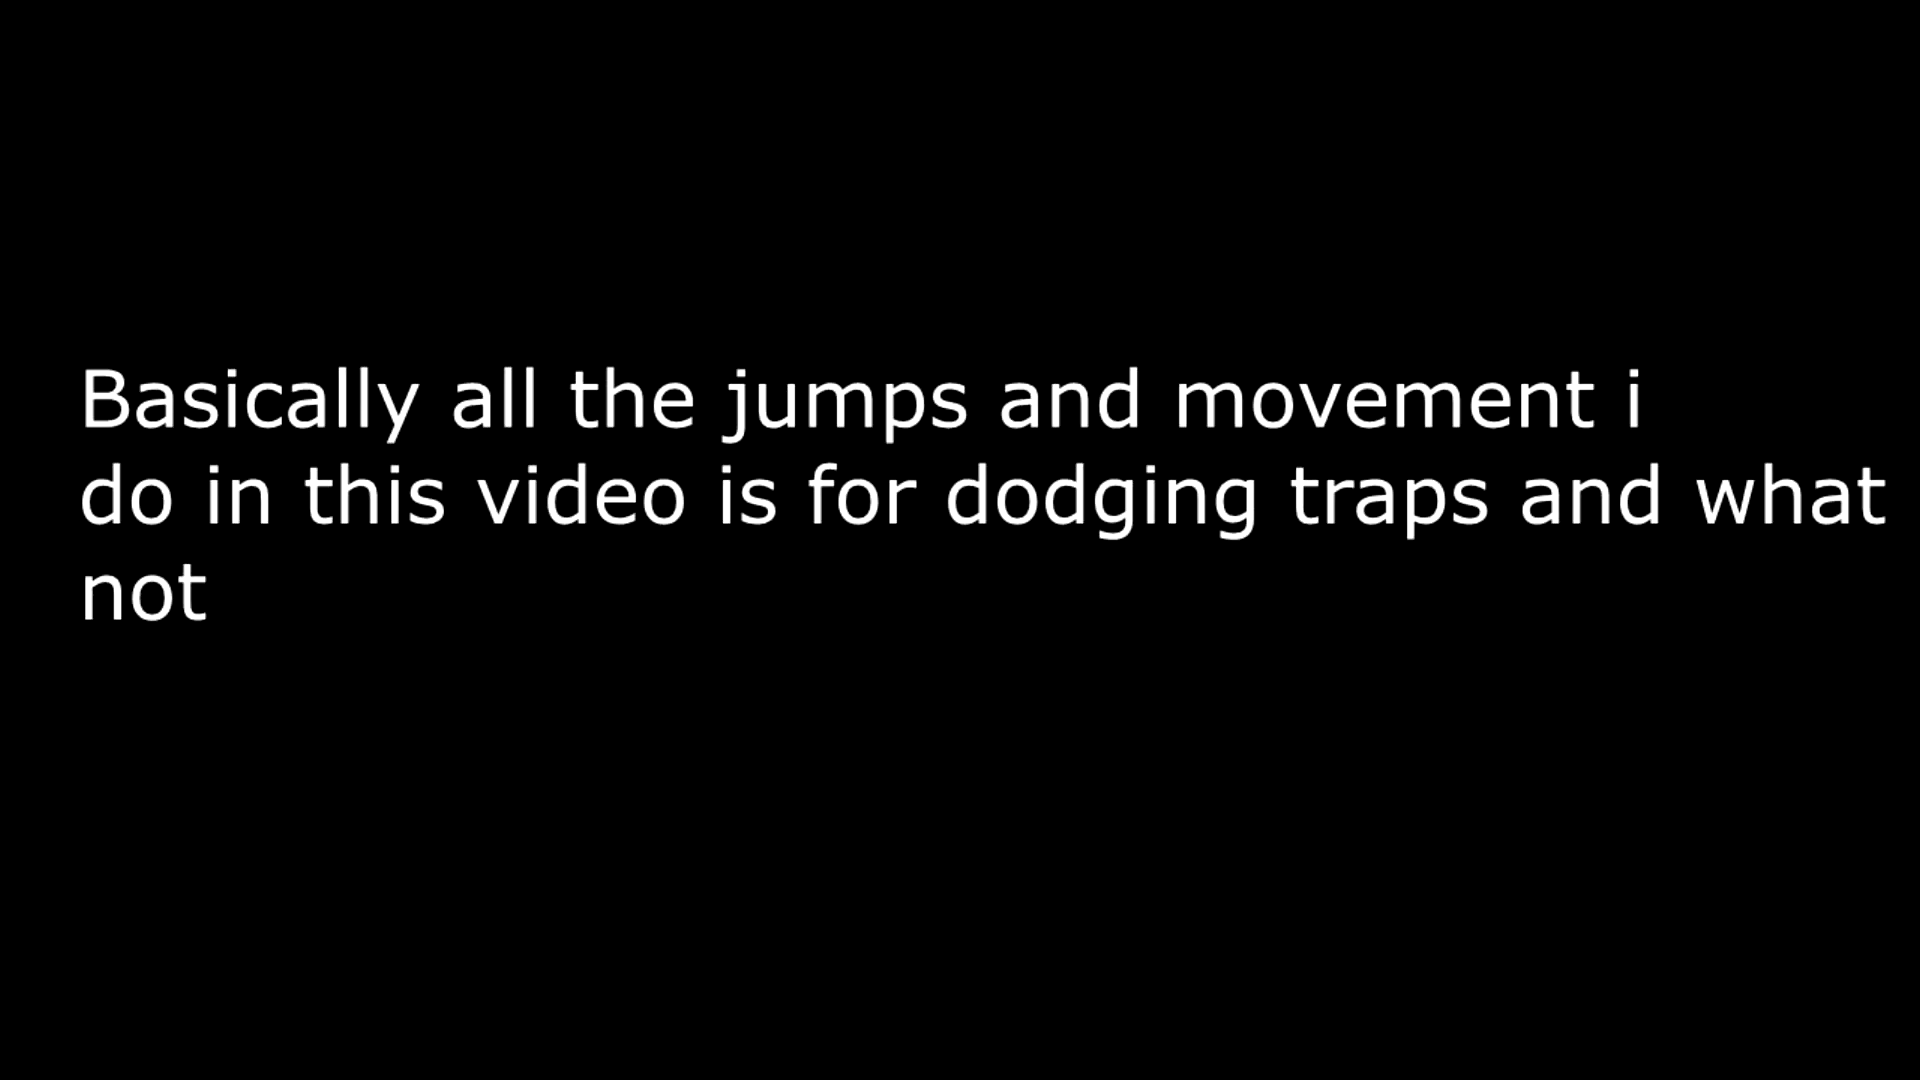 Basically all the jumps and movement i
do in this video is for dodging traps and what
not